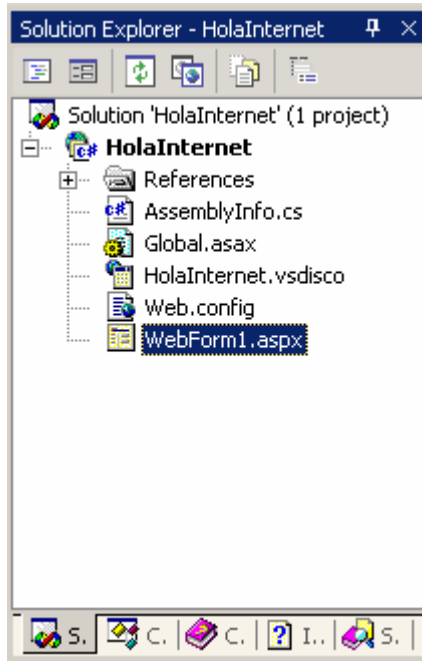 Solution Explorer - HolaInternet
Solution 'HolaInternet' (1 project)
HolaInternet
References
AssemblyInfo.cs
Global.asax
HolaInternet.vsdisco
Web.config
WebForm1.aspx
S. C. C. I.. S.